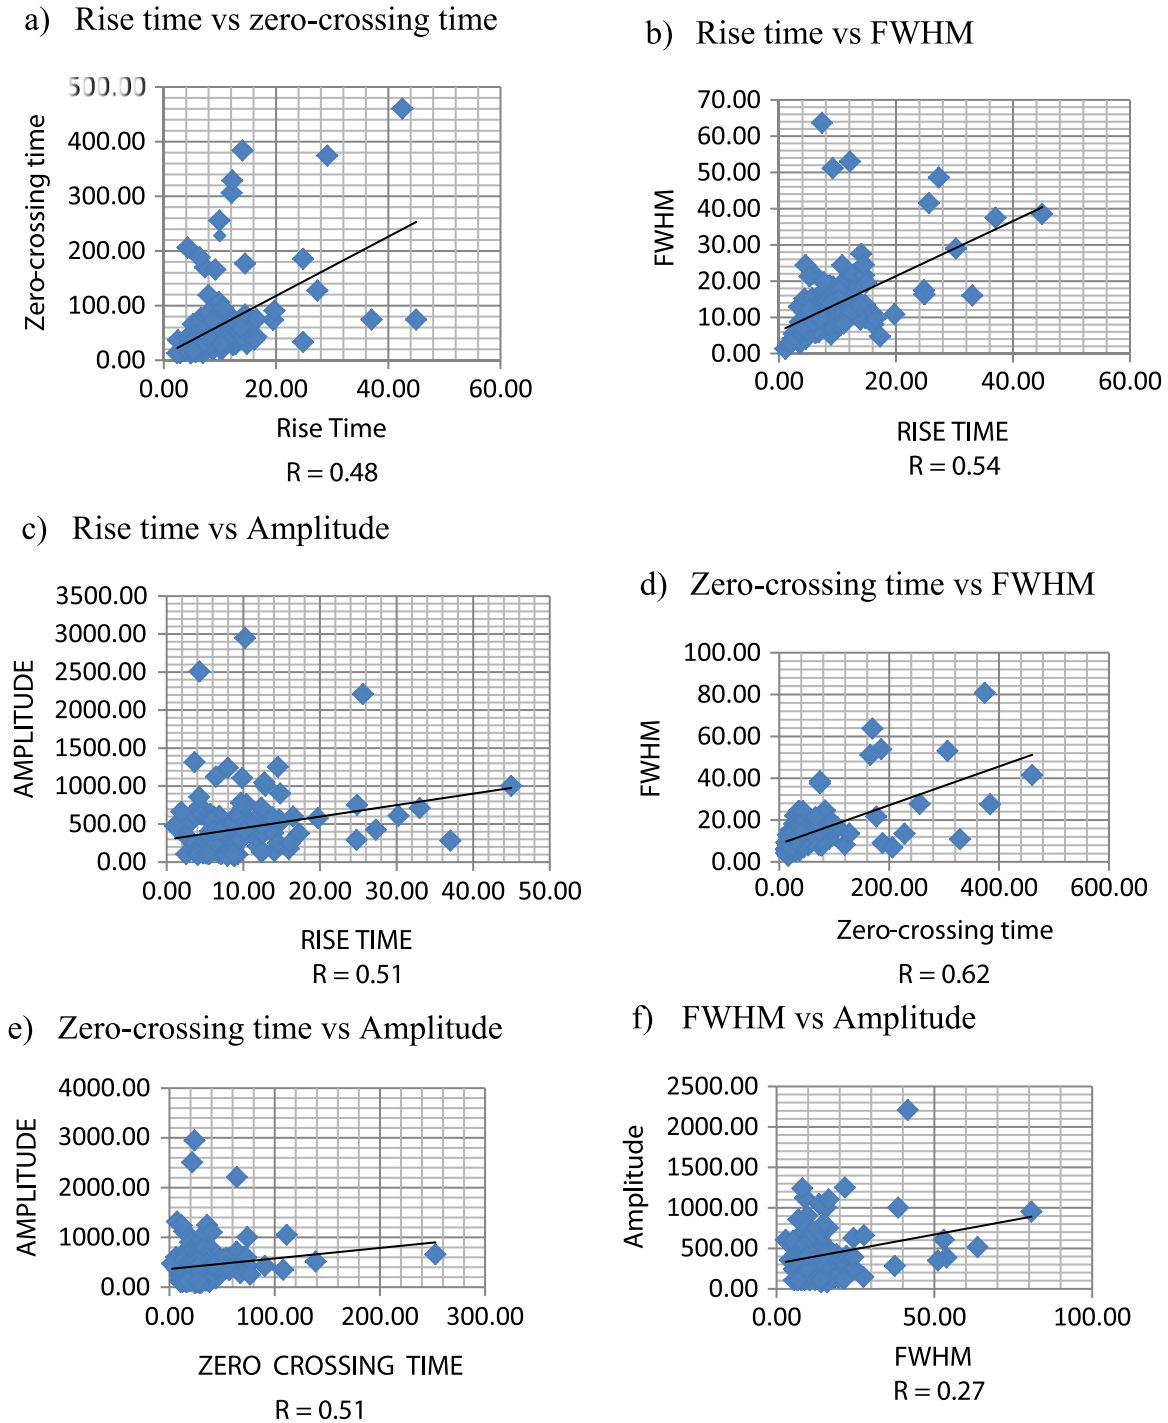 a) Rise time vs zero-crossing time
Zero-crossing time
500.00
400.00
300.00
200.00
100.00
0.00
0.00 20.00 40.00 60.00
Rise Time
R = 0.48
b) Rise time vs FWHM
FWHM
70.00
60.00
50.00
40.00
30.00
20.00
10.00
0.00
0.00 20.00 40.00 60.00
RISE TIME
R = 0.54
c) Rise time vs Amplitude
AMPLITUDE
3500.00
3000.00
2500.00
2000.00
1500.00
1000.00
500.00
0.00
0.00 10.00 20.00 30.00 40.00 50.00
RISE TIME
R = 0.51
d) Zero-crossing time vs FWHM
FWHM
100.00
80.00
60.00
40.00
20.00
0.00
0.00 200.00 400.00 600.00
Zero-crossing time
R = 0.62
e) Zero-crossing time vs Amplitude
AMPLITUDE
4000.00
3000.00
2000.00
1000.00
0.00
0.00 100.00 200.00 300.00
ZERO CROSSING TIME
R = 0.51
f) FWHM vs Amplitude
Amplitude
2500.00
2000.00
1500.00
1000.00
500.00
0.00
0.00 50.00 100.00
FWHM
R = 0.27